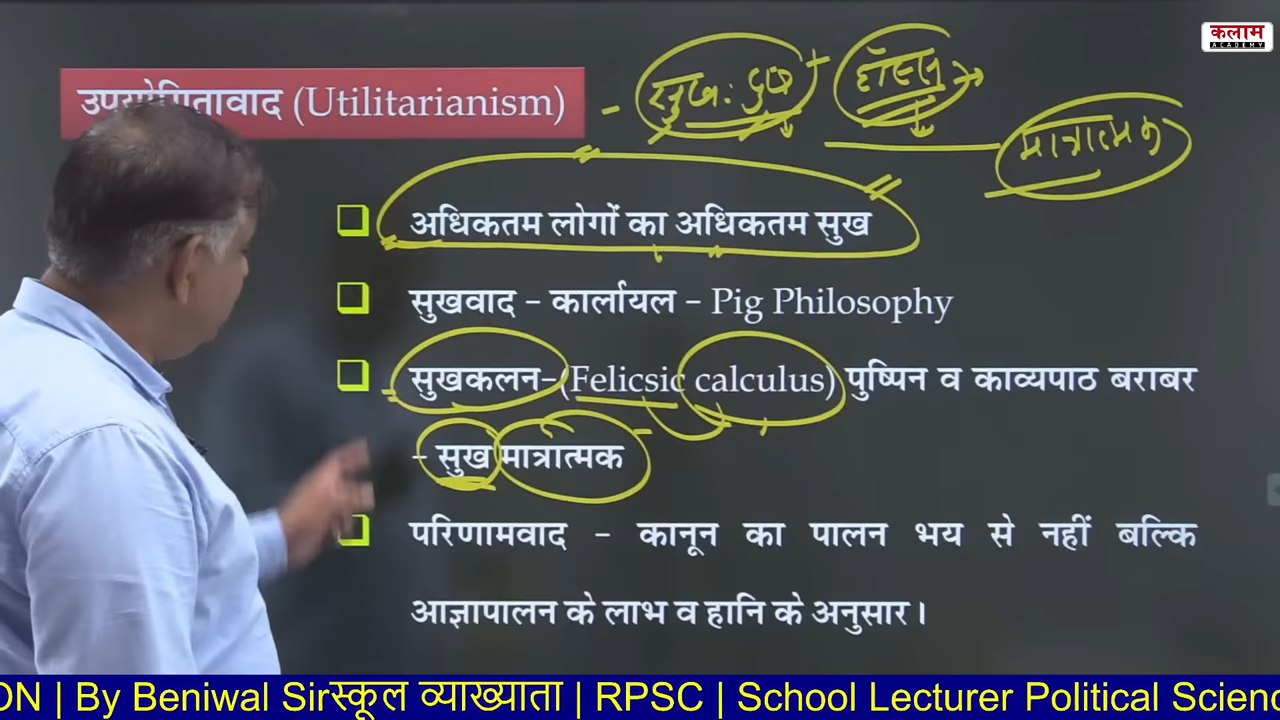 कलाम
ACADEMY
उपयोगितावाद (Utilitarianism)
मात्रात्मक
अधिकतम लोगों का अधिकतम सुख
सुखवाद – कार्लायल – Pig Philosophy
सुखकलन–(Felicsic calculus) पुष्पिन व काव्यपाठ बराबर
– सुख मात्रात्मक
परिणामवाद – कानून का पालन भय से नहीं बल्कि
आज्ञापालन के लाभ व हानि के अनुसार।
ON | By Beniwal Sirस्कूल व्याख्याता | RPSC | School Lecturer Political Scienc